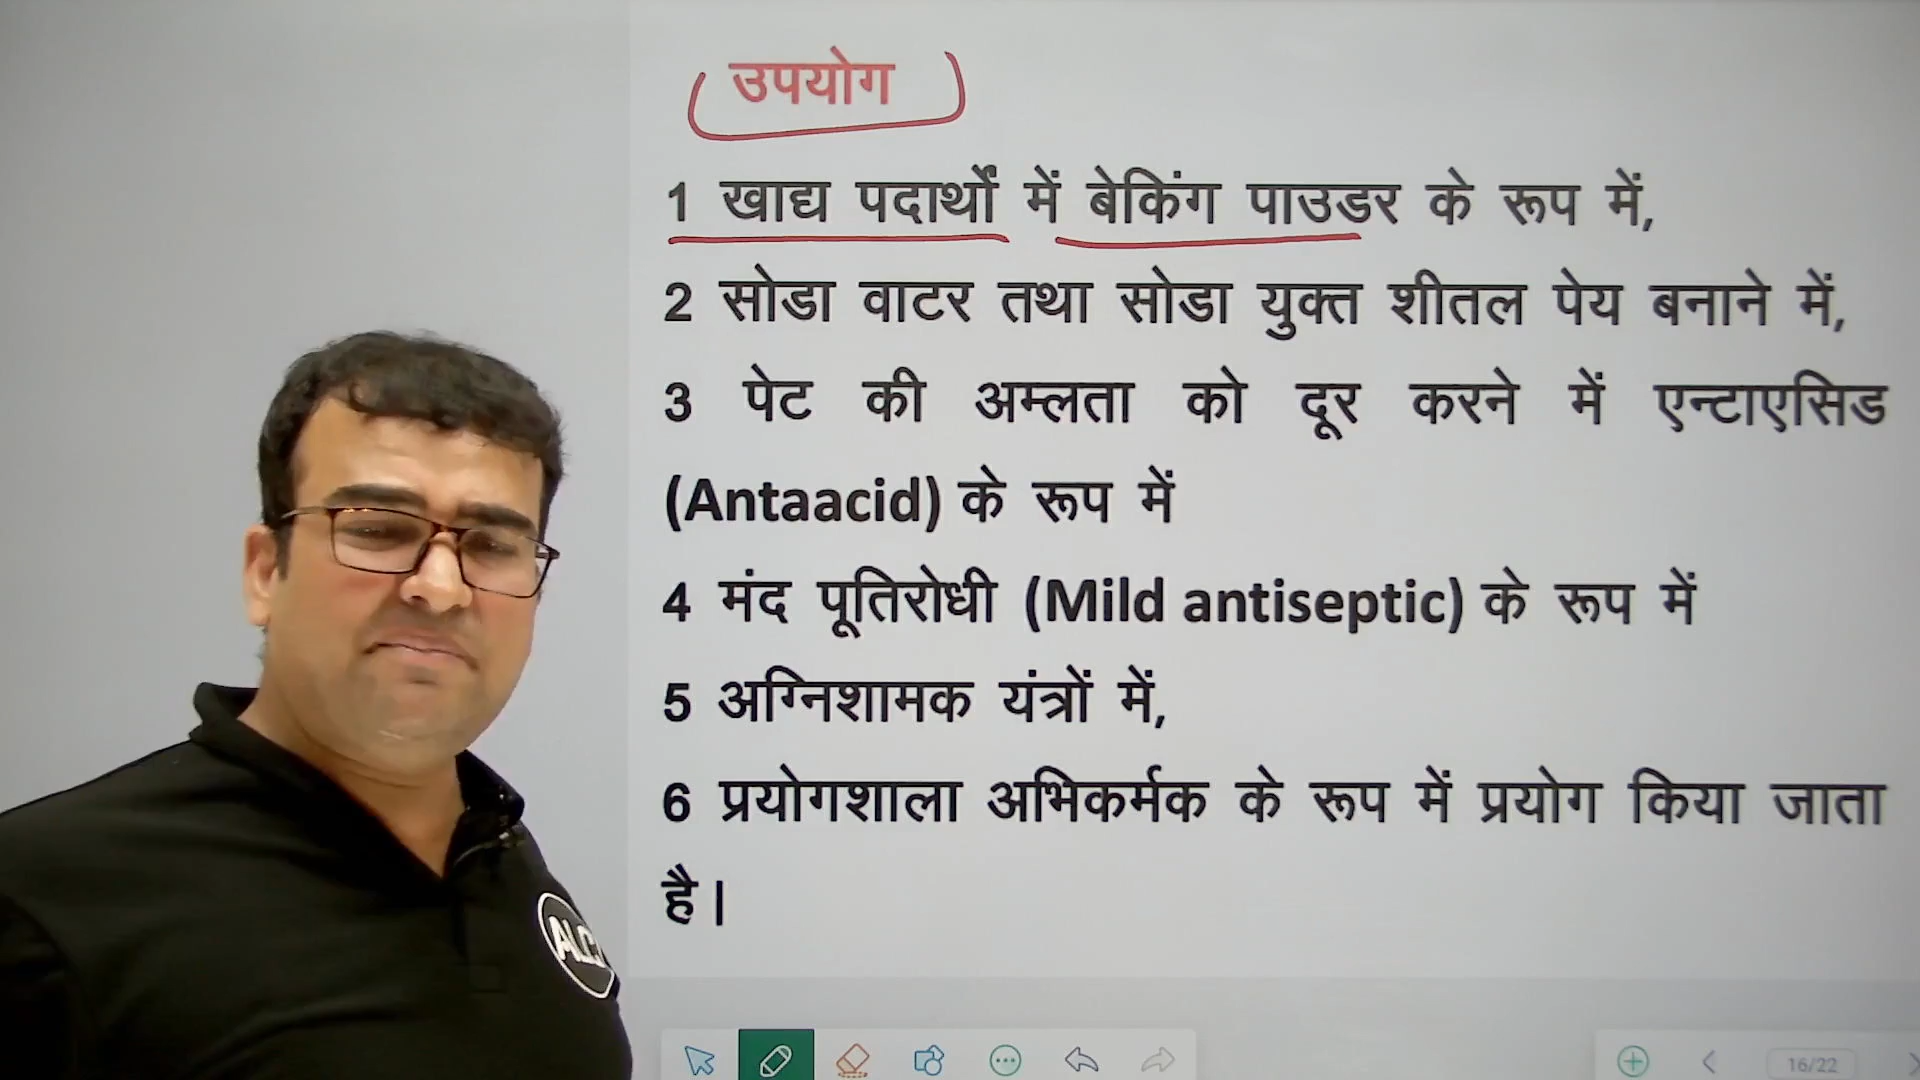 उपयोग
1 खाद्य पदार्थों में बेकिंग पाउडर के रूप में,
2 सोडा वाटर तथा सोडा युक्त शीतल पेय बनाने में,
3 पेट की अम्लता को दूर करने में एन्टाएसिड
(Antaacid) के रूप में
4 मंद पूतिरोधी (Mild antiseptic) के रूप में
5 अग्निशामक यंत्रों में,
6 प्रयोगशाला अभिकर्मक के रूप में प्रयोग किया जाता
है।
ALC
16/22